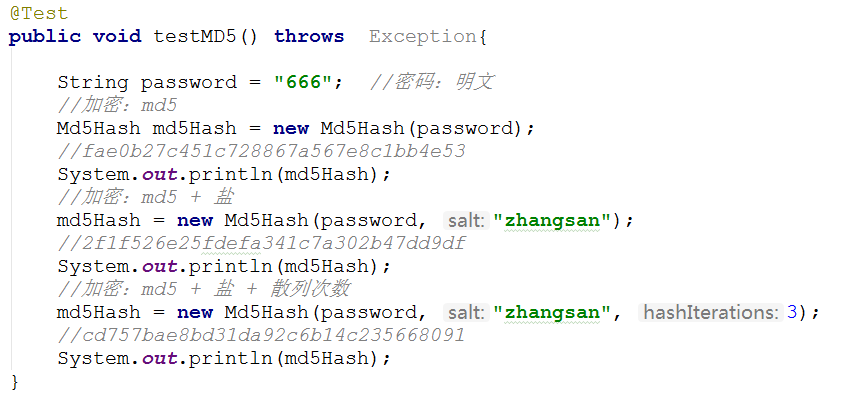 @Test
public void testMD5() throws  Exception{
String password = "666";  //密码：明文
//加密：md5
Md5Hash md5Hash = new Md5Hash(password);
//fae0b27c451c728867a567e8c1bb4e53
System.out.println(md5Hash);
//加密：md5 + 盐
md5Hash = new Md5Hash(password, salt: "zhangsan");
//2f1f526e25fdefa341c7a302b47dd9df
System.out.println(md5Hash);
//加密：md5 + 盐 + 散列次数
md5Hash = new Md5Hash(password, salt: "zhangsan", hashIterations: 3);
//cd757bae8bd31da92c6b14c235668091
System.out.println(md5Hash);
}